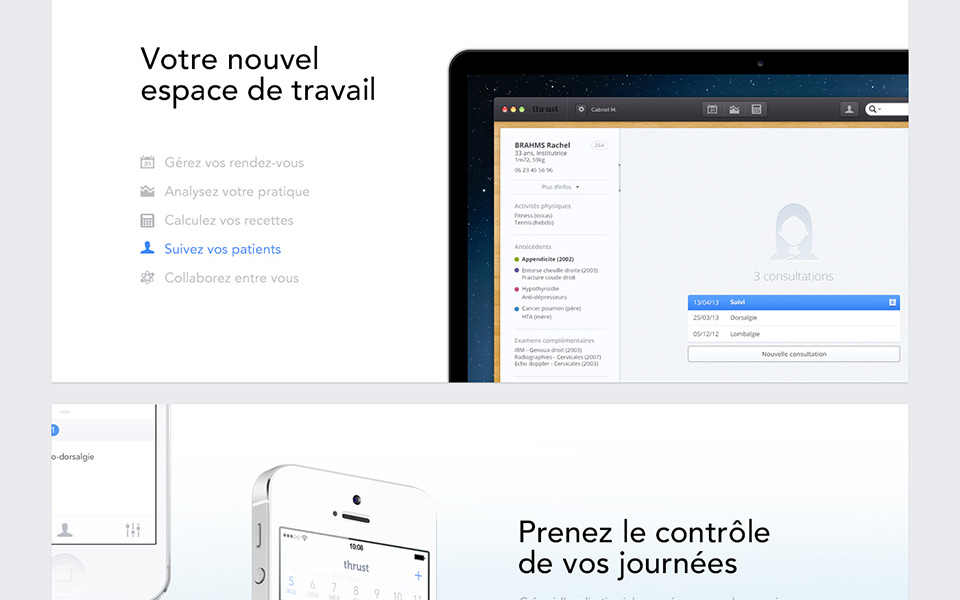 Votre nouvel
espace de travail
Gérez vos rendez-vous
Analysez votre pratique
Calculez vos recettes
Suivez vos patients
Collaborez entre vous
thrust
Gabriel M.
BRAHMS Rachel
264
33 ans, Institutrice
1m72, 59kg
06 23 45 56 96
Plus d'infos
Activités physiques
Fitness (occas)
Tennis (hebdo)
Antécédents
Appendicite (2002)
Entorse cheville droite (2003)
Fracture coude droit
Hypothyroïdie
Anti-dépresseurs
Cancer poumon (père)
HTA (mère)
Examens complémentaires
IRM - Genoux droit (2003)
Radiographies - Cervicales (2007)
Echo doppler - Cervicales (2003)
3 consultations
13/04/13 Suivi
25/03/13 Dorsalgie
05/12/12 Lombalgie
Nouvelle consultation
1
o-dorsalgie
10:08
thrust
5 6 7 8 9 10 11
Prenez le contrôle
de vos journées